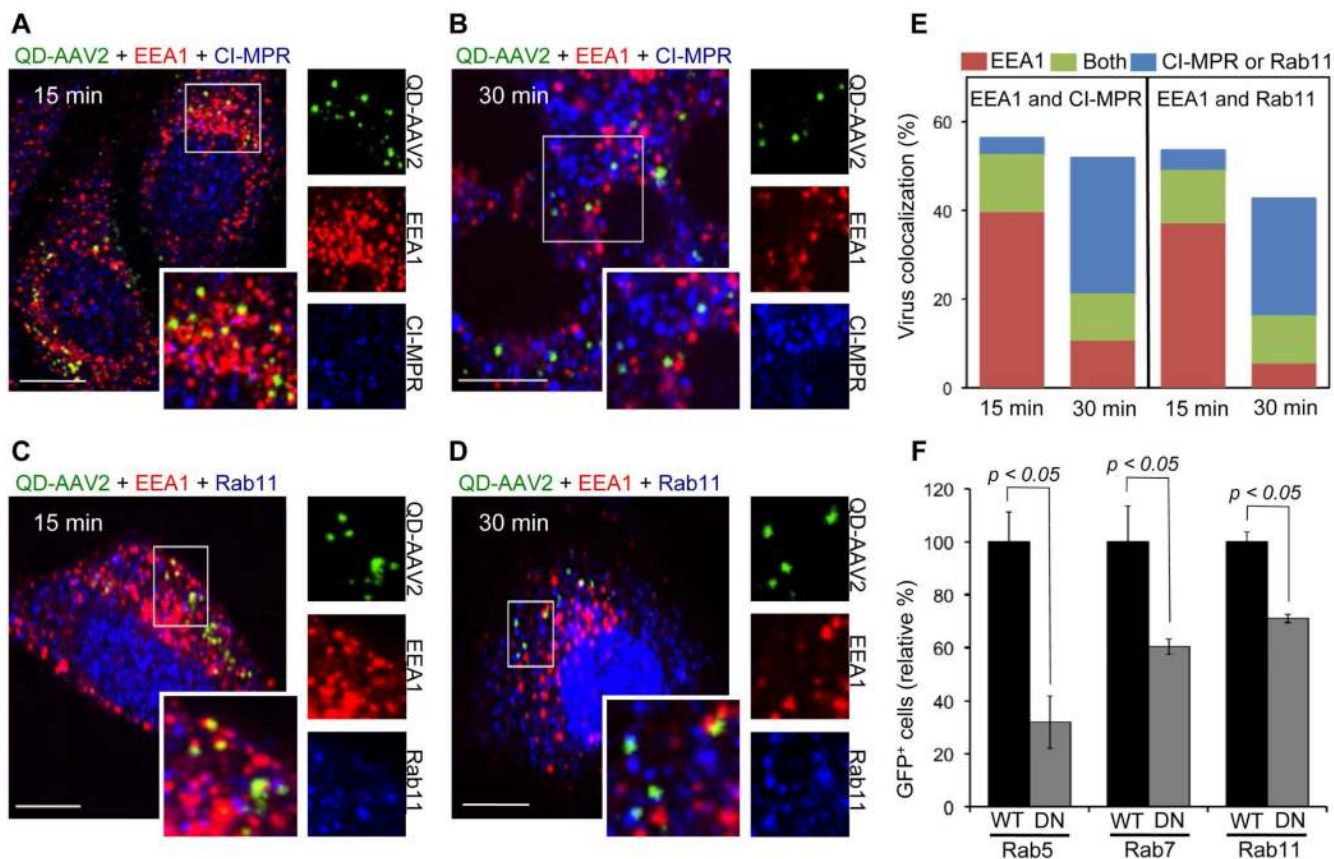 A
QD-AAV2 + EEA1 + CI-MPR
15 min
QD-AAV2
EEA1
CI-MPR
B
QD-AAV2 + EEA1 + CI-MPR
30 min
QD-AAV2
EEA1
CI-MPR
C
QD-AAV2 + EEA1 + Rab11
15 min
QD-AAV2
EEA1
Rab11
D
QD-AAV2 + EEA1 + Rab11
30 min
QD-AAV2
EEA1
Rab11
E
EEA1 Both CI-MPR or Rab11
EEA1 and CI-MPR EEA1 and Rab11
Virus colocalization (%)
60
40
20
0
15 min 30 min 15 min 30 min
F
p < 0.05 p < 0.05 p < 0.05
GFP⁺ cells (relative %)
120
100
80
60
40
20
0
WT DN WT DN WT DN
Rab5 Rab7 Rab11